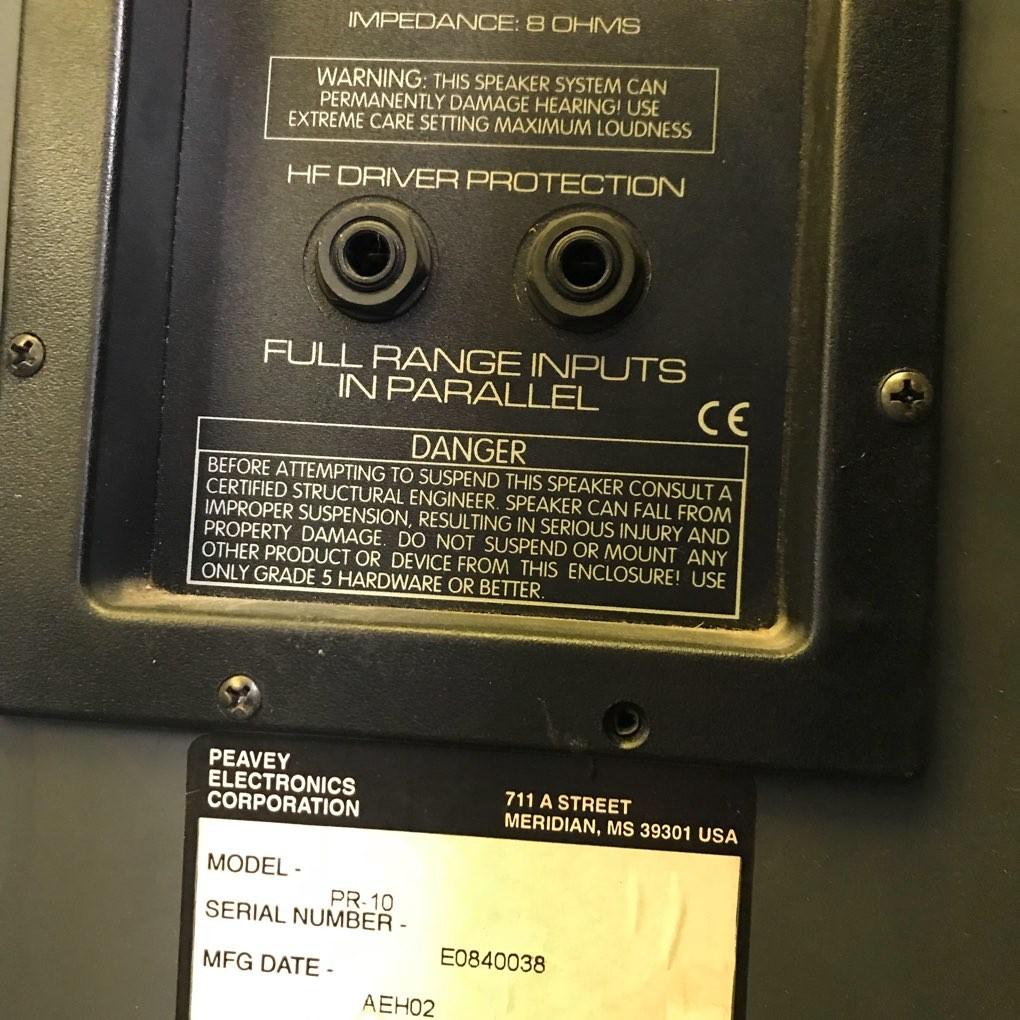 IMPEDANCE: 8 OHMS
WARNING: THIS SPEAKER SYSTEM CAN
PERMANENTLY DAMAGE HEARING! USE
EXTREME CARE SETTING MAXIMUM LOUDNESS
HF DRIVER PROTECTION
FULL RANGE INPUTS
IN PARALLEL
CE
DANGER
BEFORE ATTEMPTING TO SUSPEND THIS SPEAKER CONSULT A
CERTIFIED STRUCTURAL ENGINEER. SPEAKER CAN FALL FROM
IMPROPER SUSPENSION, RESULTING IN SERIOUS INJURY AND
PROPERTY DAMAGE. DO NOT SUSPEND OR MOUNT ANY
OTHER PRODUCT OR DEVICE FROM THIS ENCLOSURE! USE
ONLY GRADE 5 HARDWARE OR BETTER.
PEAVEY
ELECTRONICS
CORPORATION
711 A STREET
MERIDIAN, MS 39301 USA
MODEL -
PR-10
SERIAL NUMBER -
E0840038
MFG DATE -
AEH02